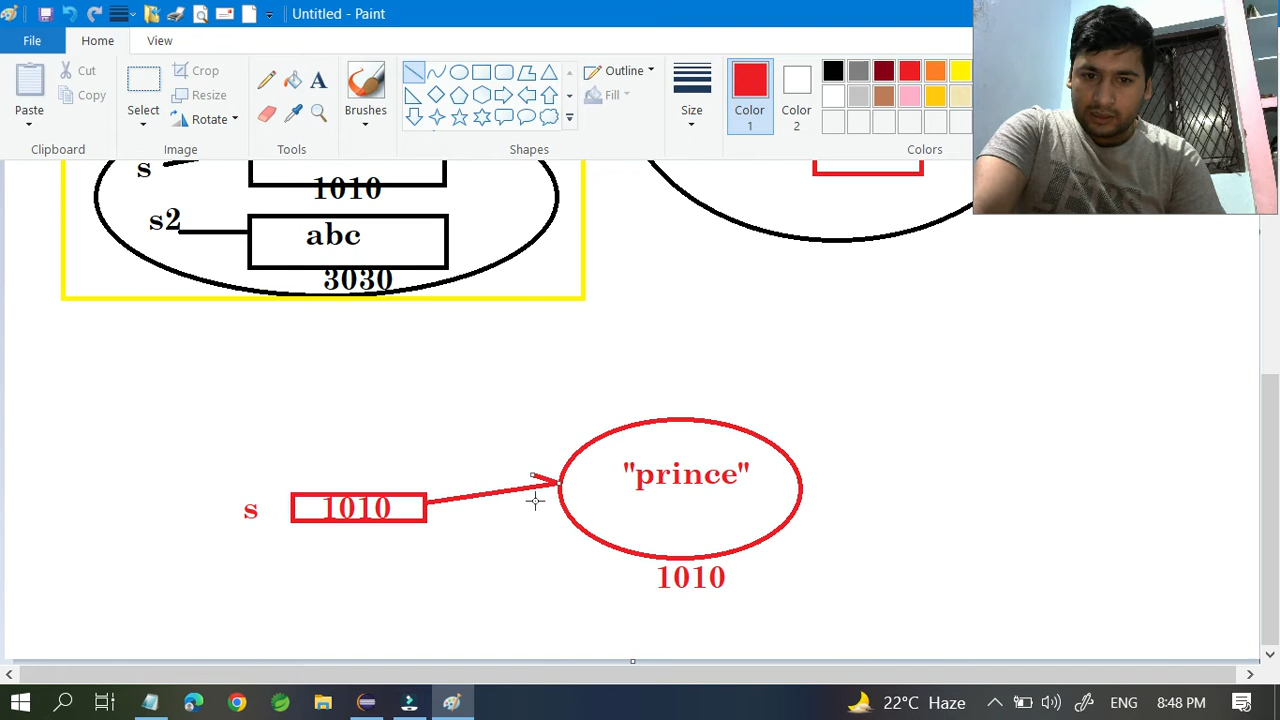 Untitled - Paint
File
Home
View
Paste
Cut
Copy
Clipboard
Select
Crop
Resize
Rotate
Image
A
Tools
Brushes
Shapes
Outline
Fill
Size
Color
1
Color
2
Colors
s
1010
s2
abc
3030
"prince"
s
1010
1010
22°C Haze
ENG
8:48 PM